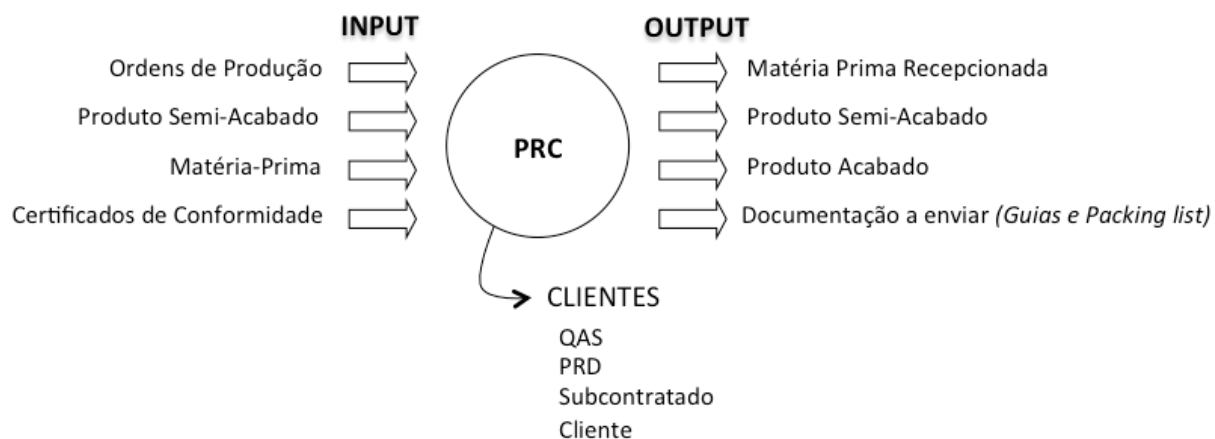 INPUT
Ordens de Produção
Produto Semi-Acabado
Matéria-Prima
Certificados de Conformidade
PRC
OUTPUT
Matéria Prima Recepcionada
Produto Semi-Acabado
Produto Acabado
Documentação a enviar (Guias e Packing list)
CLIENTES
QAS
PRD
Subcontratado
Cliente